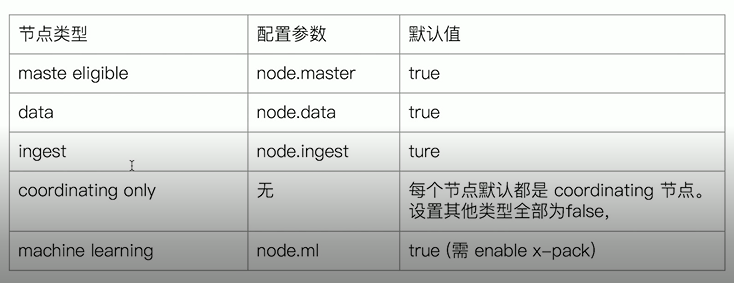 节点类型 配置参数 默认值
maste eligible node.master true
data node.data true
ingest node.ingest ture
coordinating only 无 每个节点默认都是 coordinating 节点。
设置其他类型全部为false,
machine learning node.ml true (需 enable x-pack)